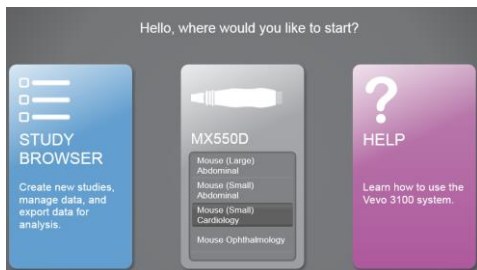 Hello, where would you like to start?
STUDY
BROWSER
Create new studies,
manage data, and
export data for
analysis.
MX550D
Mouse (Large)
Abdominal
Mouse (Small)
Abdominal
Mouse (Small)
Cardiology
Mouse Ophthalmology
?
HELP
Learn how to use the
Vevo 3100 system.